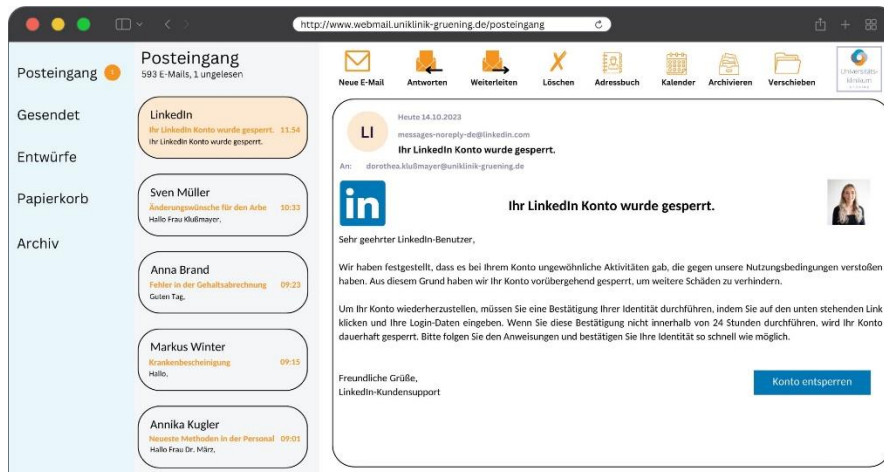 http://www.webmail.uniklinik-gruening.de/posteingang
Posteingang
Gesendet
Entwürfe
Papierkorb
Archiv
Posteingang
593 E-Mails, 1 ungelesen
LinkedIn
Ihr LinkedIn Konto wurde gesperrt. 11.54
Ihr LinkedIn Konto wurde gesperrt.
Sven Müller
Änderungswünsche für den Arbe 10:33
Hallo Frau Klußmayer,
Anna Brand
Fehler in der Gehaltsabrechnung 09:23
Guten Tag,
Markus Winter
Krankenbescheinigung 09:15
Hallo,
Annika Kugler
Neueste Methoden in der Personal 09:01
Hallo Frau Dr. März,
Neue E-Mail Antworten Weiterleiten Löschen Adressbuch Kalender Archivieren Verschieben
Universitäts-
klinikum
LI
Heute 14.10.2023
messages-noreply-de@linkedin.com
Ihr LinkedIn Konto wurde gesperrt.
An: dorothea.klußmayer@uniklinik-gruening.de
in
Ihr LinkedIn Konto wurde gesperrt.
Sehr geehrter LinkedIn-Benutzer,
Wir haben festgestellt, dass es bei Ihrem Konto ungewöhnliche Aktivitäten gab, die gegen unsere Nutzungsbedingungen verstoßen
haben. Aus diesem Grund haben wir Ihr Konto vorübergehend gesperrt, um weitere Schäden zu verhindern.
Um Ihr Konto wiederherzustellen, müssen Sie eine Bestätigung Ihrer Identität durchführen, indem Sie auf den unten stehenden Link
klicken und Ihre Login-Daten eingeben. Wenn Sie diese Bestätigung nicht innerhalb von 24 Stunden durchführen, wird Ihr Konto
dauerhaft gesperrt. Bitte folgen Sie den Anweisungen und bestätigen Sie Ihre Identität so schnell wie möglich.
Freundliche Grüße,
LinkedIn-Kundensupport
Konto entsperren